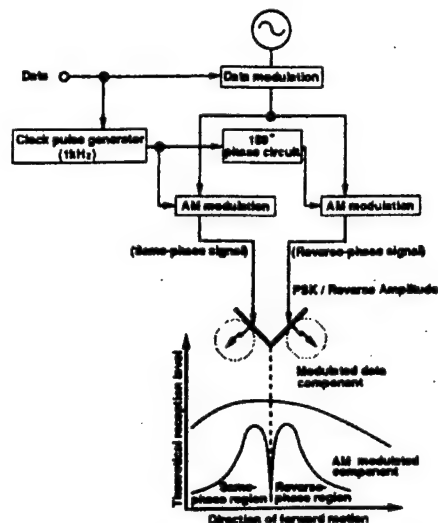 Data
Data modulation
Clock pulse generator
(1kHz)
180°
phase circuit
AM modulation
AM modulation
(Same-phase signal)
(Reverse-phase signal)
PSK / Reverse Amplitude
Modulated data
component
Theoretical reception level
AM modulated
component
Same-
phase region
Reverse-
phase region
Direction of forward motion